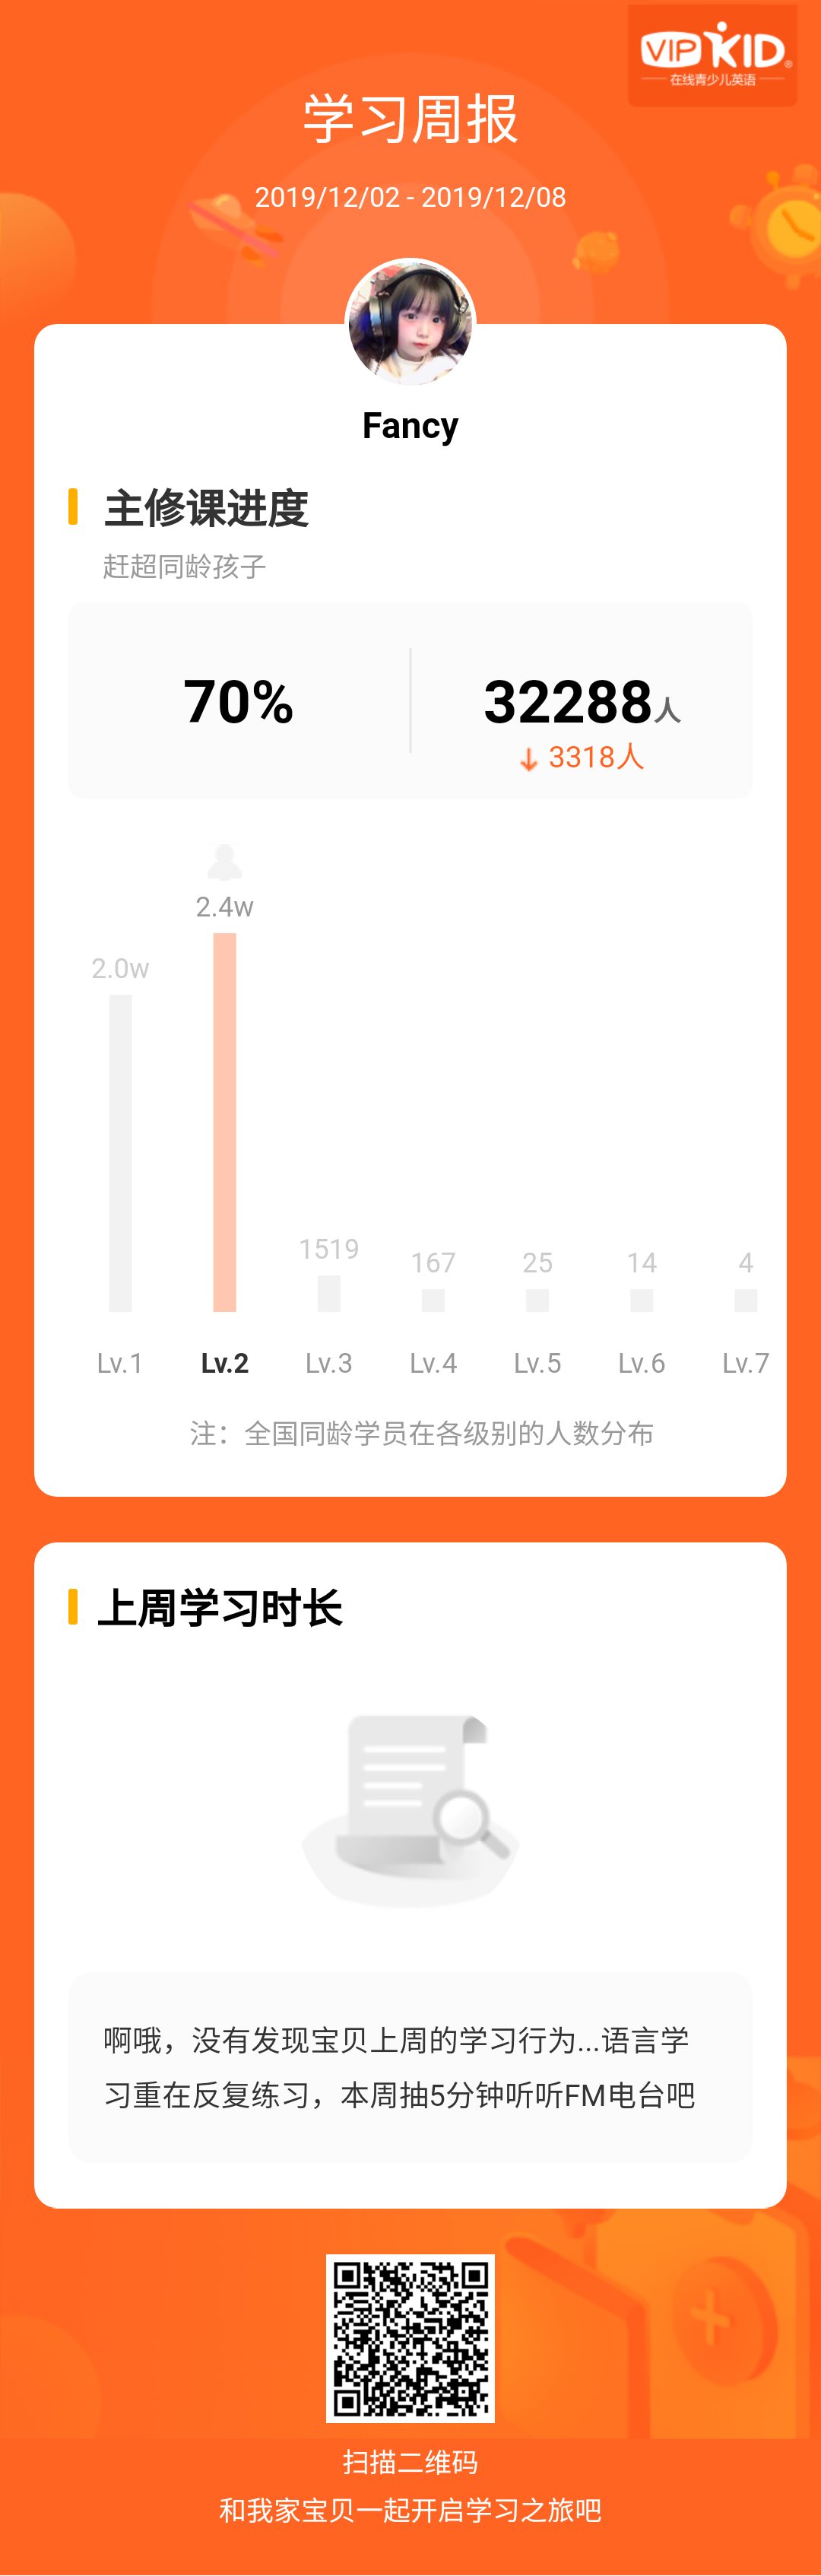 VIPKID®
在线青少儿英语
学习周报
2019/12/02 - 2019/12/08
Fancy
主修课进度
赶超同龄孩子
70%
32288人
↓ 3318人
2.4w
2.0w
1519
167
25
14
4
Lv.1 Lv.2 Lv.3 Lv.4 Lv.5 Lv.6 Lv.7
注：全国同龄学员在各级别的人数分布
上周学习时长
啊哦，没有发现宝贝上周的学习行为...语言学
习重在反复练习，本周抽5分钟听听FM电台吧
扫描二维码
和我家宝贝一起开启学习之旅吧